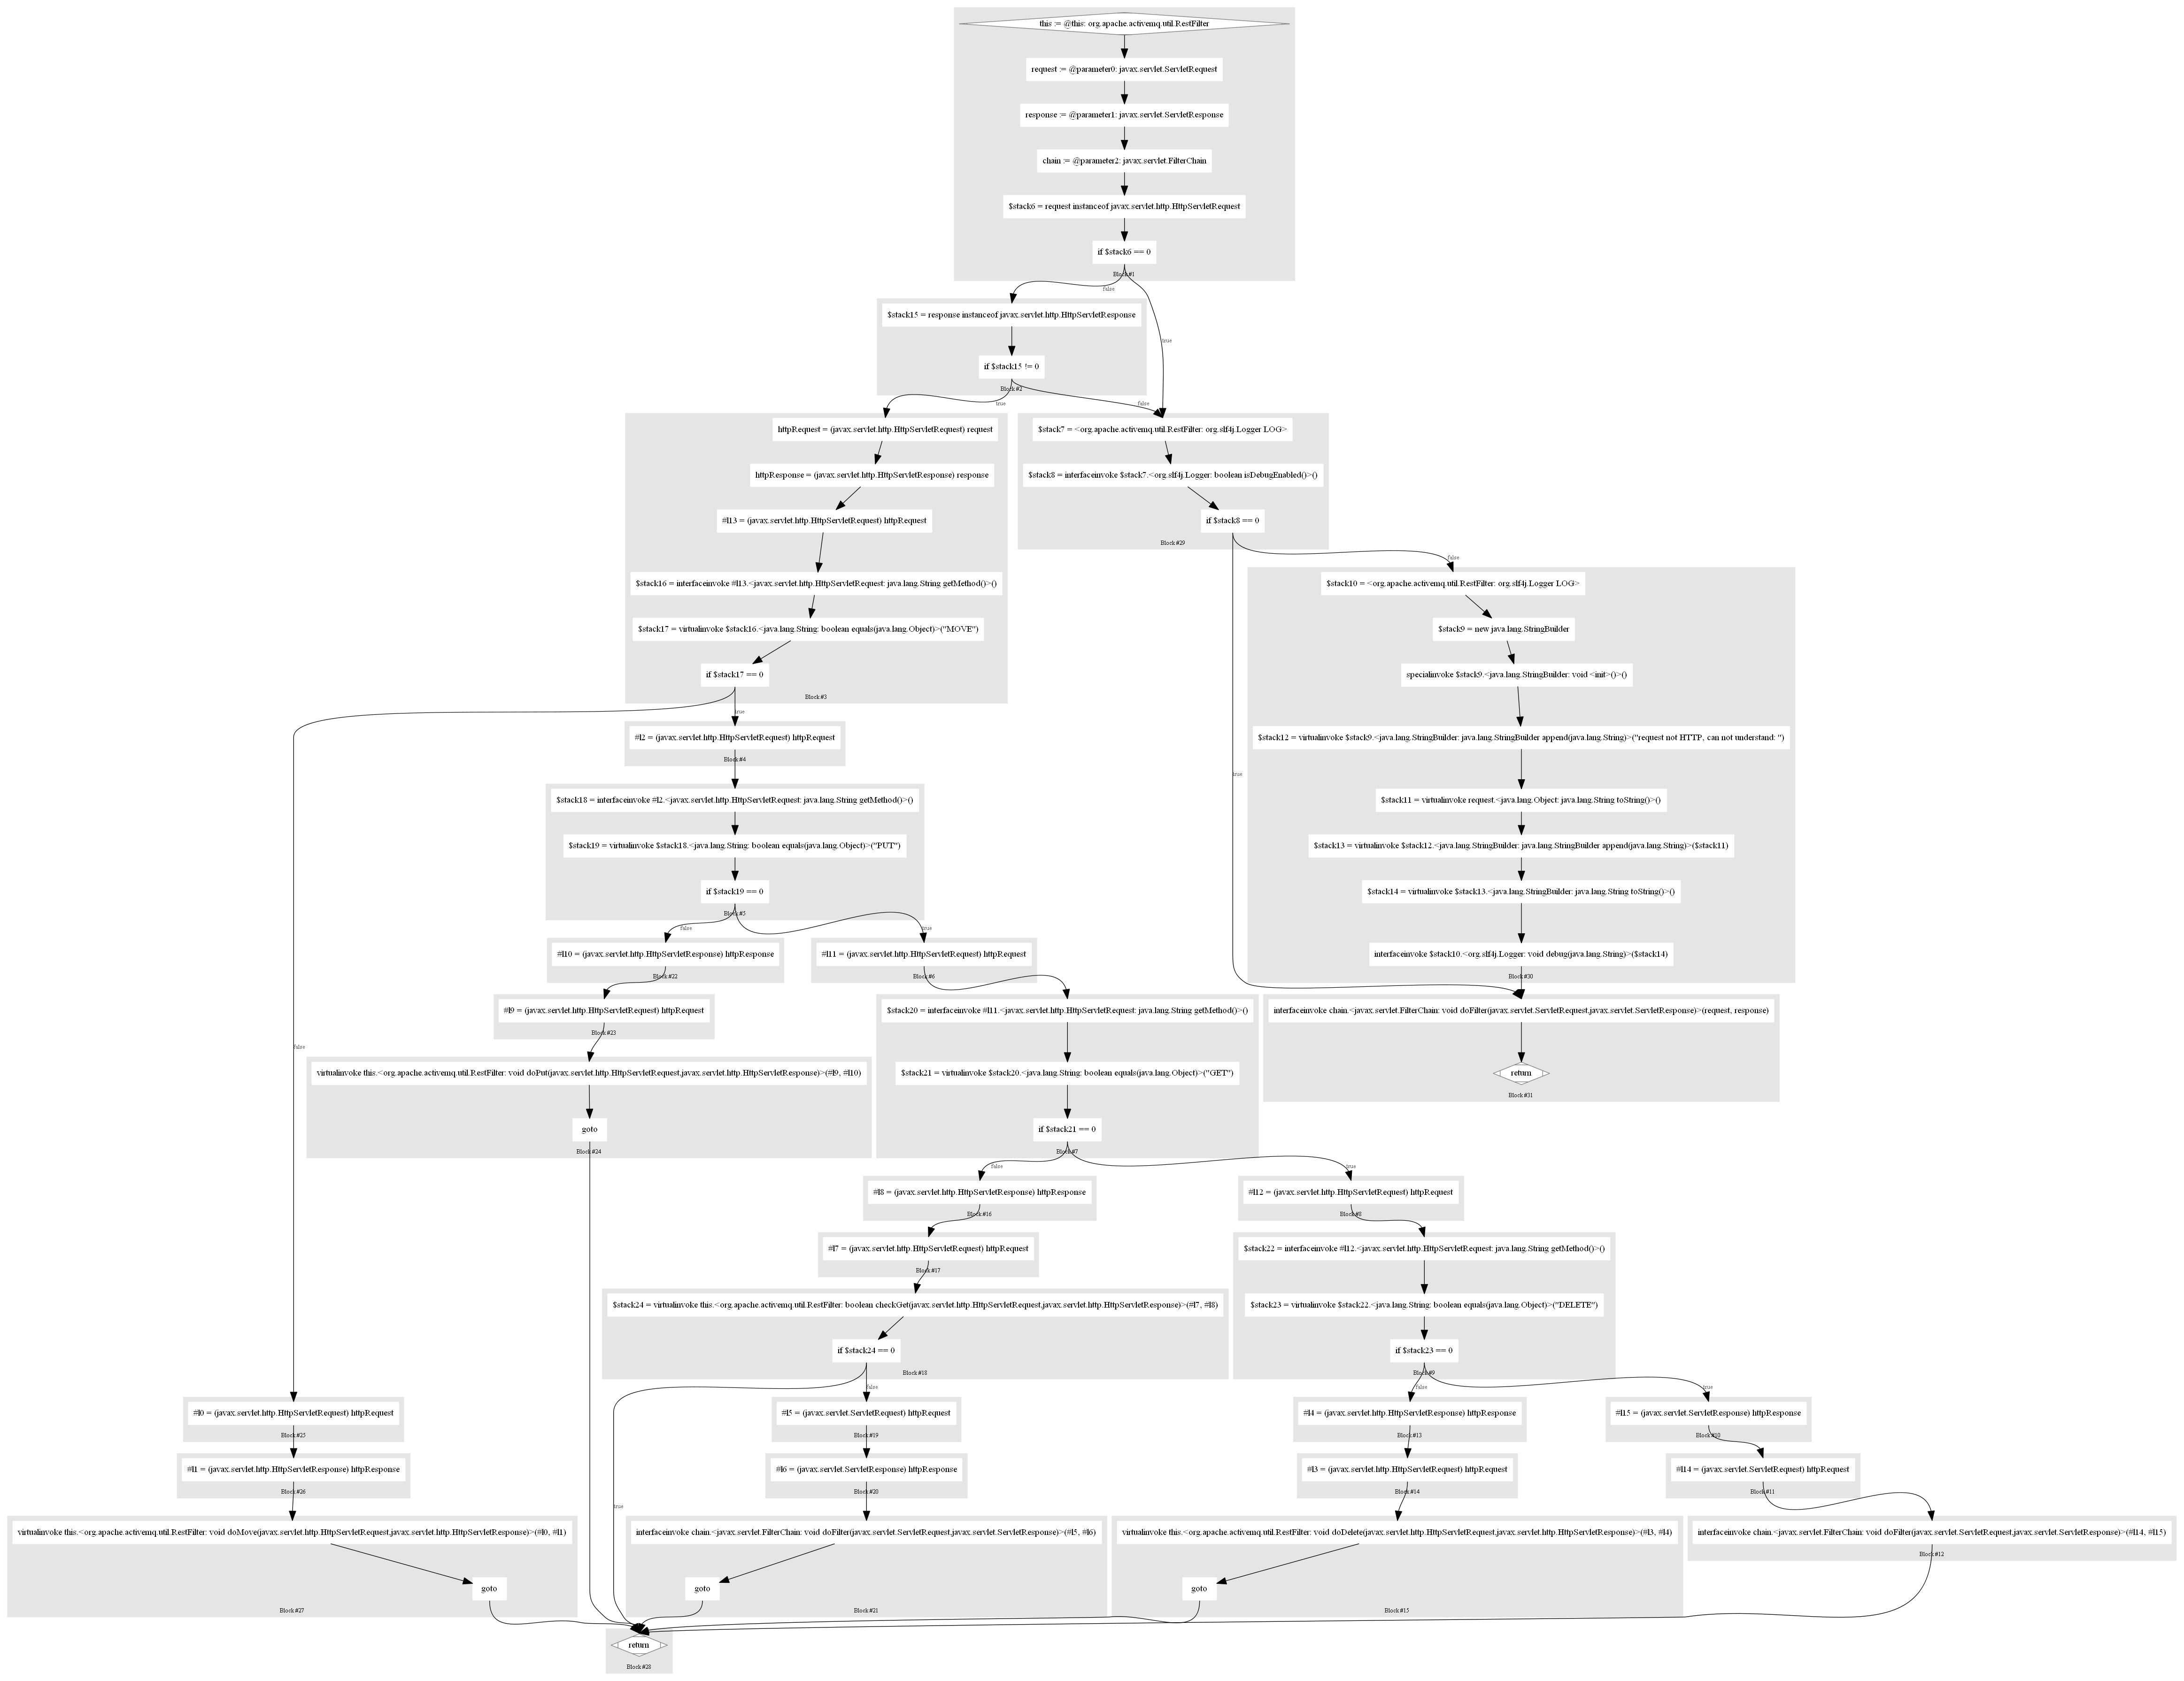 this := @this: org.apache.activemq.util.RestFilter
request := @parameter0: javax.servlet.ServletRequest
response := @parameter1: javax.servlet.ServletResponse
chain := @parameter2: javax.servlet.FilterChain
$stack6 = request instanceof javax.servlet.http.HttpServletRequest
if $stack6 == 0
Block #1
false
true
$stack15 = response instanceof javax.servlet.http.HttpServletResponse
if $stack15 != 0
Block #2
true
false
httpRequest = (javax.servlet.http.HttpServletRequest) request
httpResponse = (javax.servlet.http.HttpServletResponse) response
#l13 = (javax.servlet.http.HttpServletRequest) httpRequest
$stack16 = interfaceinvoke #l13.<javax.servlet.http.HttpServletRequest: java.lang.String getMethod()>()
$stack17 = virtualinvoke $stack16.<java.lang.String: boolean equals(java.lang.Object)>("MOVE")
if $stack17 == 0
Block #3
$stack7 = <org.apache.activemq.util.RestFilter: org.slf4j.Logger LOG>
$stack8 = interfaceinvoke $stack7.<org.slf4j.Logger: boolean isDebugEnabled()>()
if $stack8 == 0
Block #29
false
true
$stack10 = <org.apache.activemq.util.RestFilter: org.slf4j.Logger LOG>
$stack9 = new java.lang.StringBuilder
specialinvoke $stack9.<java.lang.StringBuilder: void <init>()>()
$stack12 = virtualinvoke $stack9.<java.lang.StringBuilder: java.lang.StringBuilder append(java.lang.String)>("request not HTTP, can not understand: ")
$stack11 = virtualinvoke request.<java.lang.Object: java.lang.String toString()>()
$stack13 = virtualinvoke $stack12.<java.lang.StringBuilder: java.lang.StringBuilder append(java.lang.String)>($stack11)
$stack14 = virtualinvoke $stack13.<java.lang.StringBuilder: java.lang.String toString()>()
interfaceinvoke $stack10.<org.slf4j.Logger: void debug(java.lang.String)>($stack14)
Block #30
interfaceinvoke chain.<javax.servlet.FilterChain: void doFilter(javax.servlet.ServletRequest,javax.servlet.ServletResponse)>(request, response)
return
Block #31
true
false
#l2 = (javax.servlet.http.HttpServletRequest) httpRequest
Block #4
$stack18 = interfaceinvoke #l2.<javax.servlet.http.HttpServletRequest: java.lang.String getMethod()>()
$stack19 = virtualinvoke $stack18.<java.lang.String: boolean equals(java.lang.Object)>("PUT")
if $stack19 == 0
Block #5
false
true
#l10 = (javax.servlet.http.HttpServletResponse) httpResponse
Block #22
#l11 = (javax.servlet.http.HttpServletRequest) httpRequest
Block #6
#l9 = (javax.servlet.http.HttpServletRequest) httpRequest
Block #23
virtualinvoke this.<org.apache.activemq.util.RestFilter: void doPut(javax.servlet.http.HttpServletRequest,javax.servlet.http.HttpServletResponse)>(#l9, #l10)
goto
Block #24
$stack20 = interfaceinvoke #l11.<javax.servlet.http.HttpServletRequest: java.lang.String getMethod()>()
$stack21 = virtualinvoke $stack20.<java.lang.String: boolean equals(java.lang.Object)>("GET")
if $stack21 == 0
Block #7
false
true
#l8 = (javax.servlet.http.HttpServletResponse) httpResponse
Block #16
#l12 = (javax.servlet.http.HttpServletRequest) httpRequest
Block #8
#l7 = (javax.servlet.http.HttpServletRequest) httpRequest
Block #17
$stack24 = virtualinvoke this.<org.apache.activemq.util.RestFilter: boolean checkGet(javax.servlet.http.HttpServletRequest,javax.servlet.http.HttpServletResponse)>(#l7, #l8)
if $stack24 == 0
Block #18
$stack22 = interfaceinvoke #l12.<javax.servlet.http.HttpServletRequest: java.lang.String getMethod()>()
$stack23 = virtualinvoke $stack22.<java.lang.String: boolean equals(java.lang.Object)>("DELETE")
if $stack23 == 0
Block #9
false
true
false
true
#l0 = (javax.servlet.http.HttpServletRequest) httpRequest
Block #25
#l5 = (javax.servlet.ServletRequest) httpRequest
Block #19
#l4 = (javax.servlet.http.HttpServletResponse) httpResponse
Block #13
#l15 = (javax.servlet.ServletResponse) httpResponse
Block #10
#l1 = (javax.servlet.http.HttpServletResponse) httpResponse
Block #26
#l6 = (javax.servlet.ServletResponse) httpResponse
Block #20
#l3 = (javax.servlet.http.HttpServletRequest) httpRequest
Block #14
#l14 = (javax.servlet.ServletRequest) httpRequest
Block #11
virtualinvoke this.<org.apache.activemq.util.RestFilter: void doMove(javax.servlet.http.HttpServletRequest,javax.servlet.http.HttpServletResponse)>(#l0, #l1)
goto
Block #27
interfaceinvoke chain.<javax.servlet.FilterChain: void doFilter(javax.servlet.ServletRequest,javax.servlet.ServletResponse)>(#l5, #l6)
goto
Block #21
virtualinvoke this.<org.apache.activemq.util.RestFilter: void doDelete(javax.servlet.http.HttpServletRequest,javax.servlet.http.HttpServletResponse)>(#l3, #l4)
goto
Block #15
interfaceinvoke chain.<javax.servlet.FilterChain: void doFilter(javax.servlet.ServletRequest,javax.servlet.ServletResponse)>(#l14, #l15)
Block #12
return
Block #28